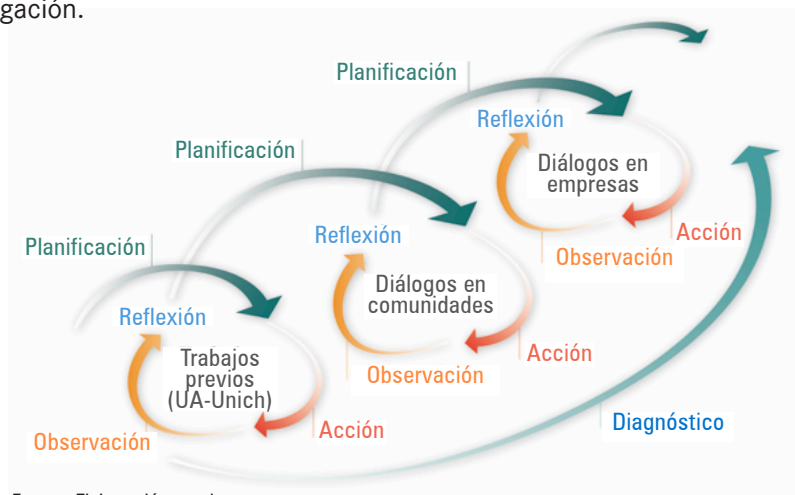 gación.
Planificación
Reflexión
Diálogos en
empresas
Acción
Observación
Planificación
Reflexión
Diálogos en
comunidades
Acción
Observación
Planificación
Reflexión
Trabajos
previos
(UA-Unich)
Acción
Observación
Diagnóstico